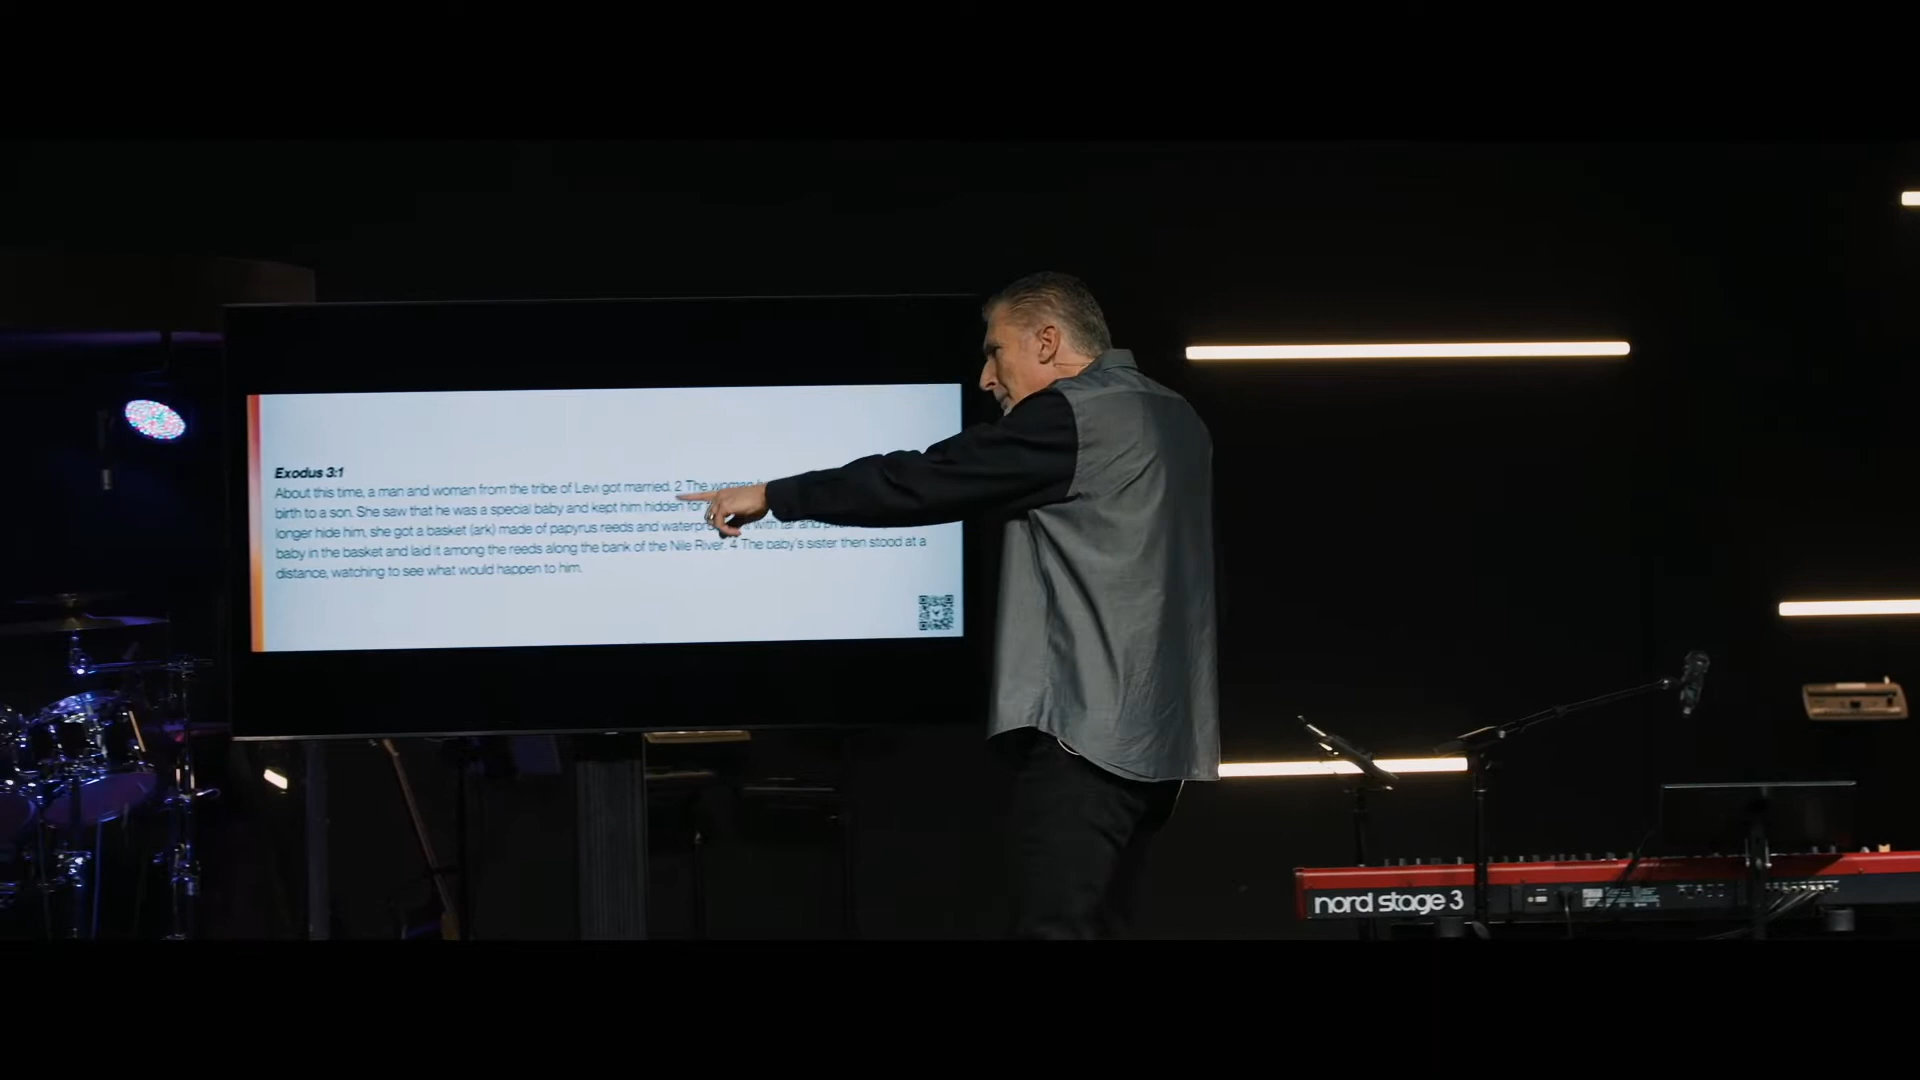 Exodus 3:1
About this time, a man and woman from the tribe of Levi got married. 2 The woman
birth to a son. She saw that he was a special baby and kept him hidden for
longer hide him, she got a basket (ark) made of papyrus reeds and with tar and
baby in the basket and laid it among the reeds along the bank of the Nile River. 4 The baby's sister then stood at a
distance, watching to see what would happen to him.
nord stage 3